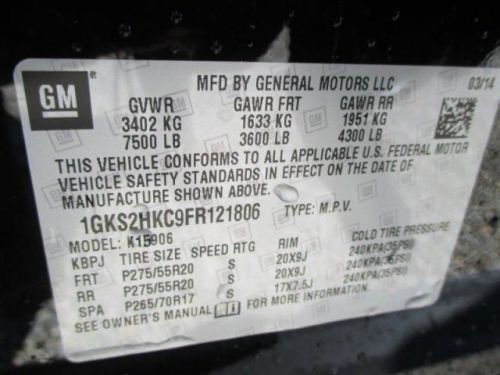 GM
MFD BY GENERAL MOTORS LLC 03/14
GVWR GAWR FRT GAWR RR
3402 KG 1633 KG 1951 KG
7500 LB 3600 LB 4300 LB
THIS VEHICLE CONFORMS TO ALL APPLICABLE U.S. FEDERAL MOTOR
VEHICLE SAFETY STANDARDS IN EFFECT ON THE DATE OF
MANUFACTURE SHOWN ABOVE.
1GKS2HKC9FR121806 TYPE: M.P.V.
MODEL: K15906
KBPJ TIRE SIZE SPEED RTG RIM COLD TIRE PRESSURE
FRT P275/55R20 S 20X9J 240KPA(35PSI)
RR P275/55R20 S 20X9J 240KPA(35PSI)
SPA P265/70R17 S 17X7.5J 240KPA(35PSI)
SEE OWNER'S MANUAL FOR MORE INFORMATION.